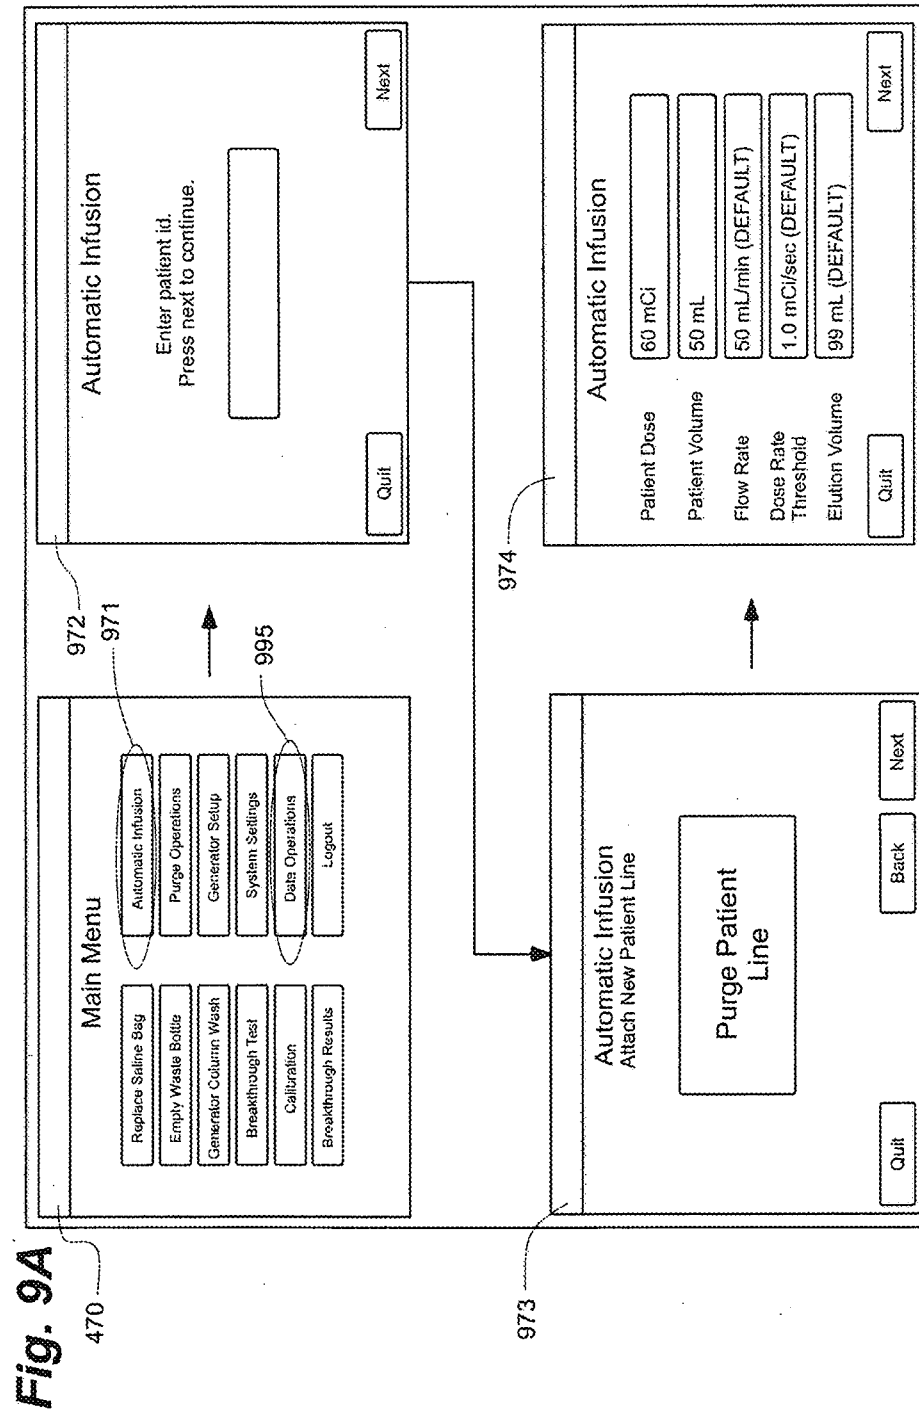 Fig. 9A
470
Main Menu
Replace Saline Bag
Automatic Infusion
Empty Waste Bottle
Purge Operations
Generator Column Wash
Generator Setup
Breakthrough Test
System Settings
Calibration
Data Operations
Breakthrough Results
Logout
971
995
972
Automatic Infusion
Enter patient id.
Press next to continue.
Quit
Next
973
Automatic Infusion
Attach New Patient Line
Purge Patient
Line
Quit
Back
Next
974
Automatic Infusion
Patient Dose
60 mCi
Patient Volume
50 mL
Flow Rate
50 mL/min (DEFAULT)
Dose Rate
Threshold
1.0 mCi/sec (DEFAULT)
Elution Volume
99 mL (DEFAULT)
Quit
Next